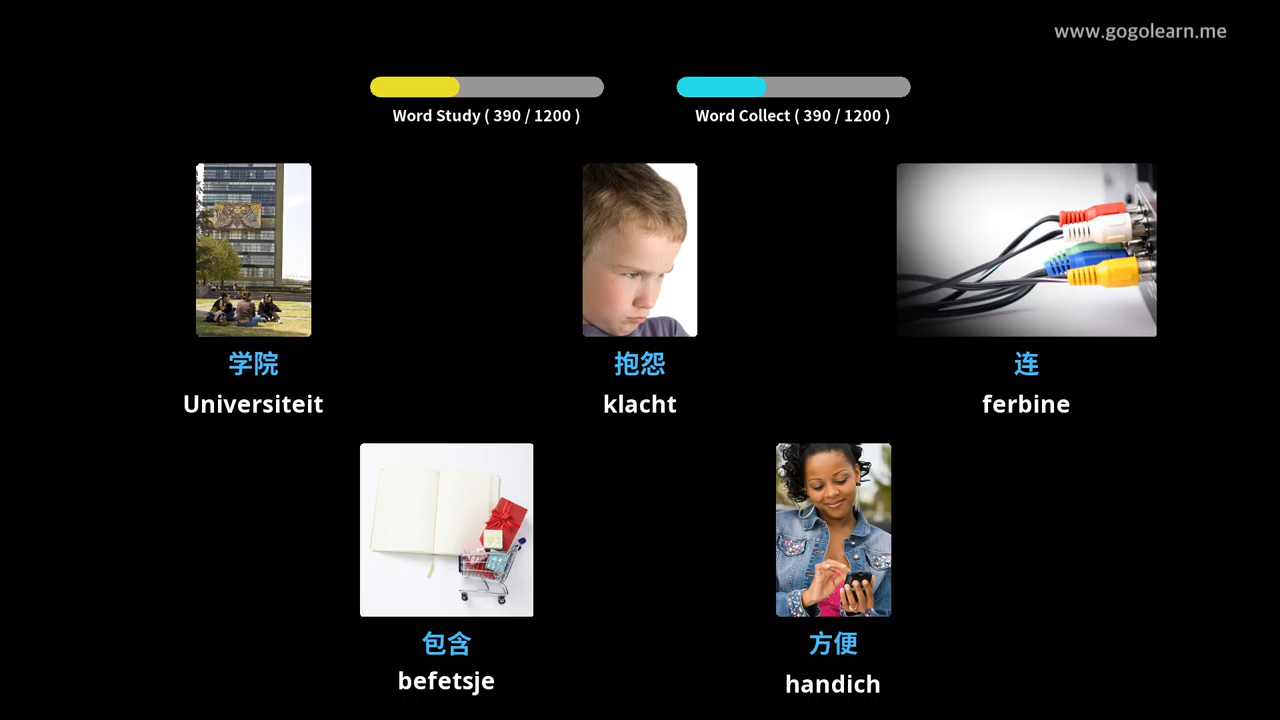 www.gogolearn.me
Word Study ( 390 / 1200 )
Word Collect ( 390 / 1200 )
学院
Universiteit
抱怨
klacht
连
ferbine
包含
befetsje
方便
handich